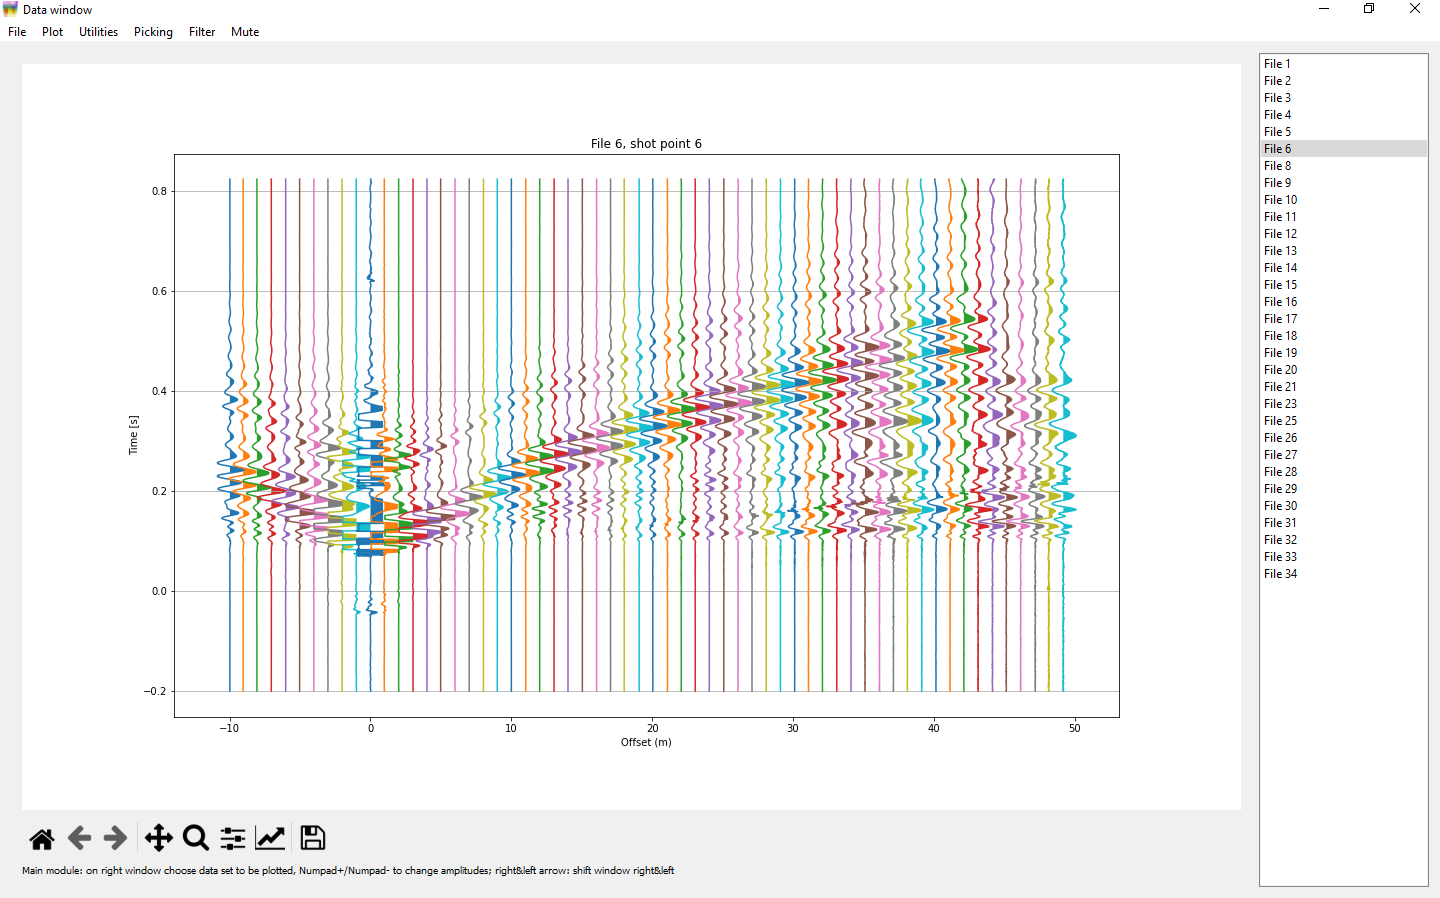 Data window
File Plot Utilities Picking Filter Mute
File 6, shot point 6
0.8
0.6
0.4
0.2
0.0
−0.2
Time [s]
−10 0 10 20 30 40 50
Offset (m)
File 1
File 2
File 3
File 4
File 5
File 6
File 8
File 9
File 10
File 11
File 12
File 13
File 14
File 15
File 16
File 17
File 18
File 19
File 20
File 21
File 23
File 25
File 26
File 27
File 28
File 29
File 30
File 31
File 32
File 33
File 34
Main module: on right window choose data set to be plotted, Numpad+/Numpad- to change amplitudes; right&left arrow: shift window right&left